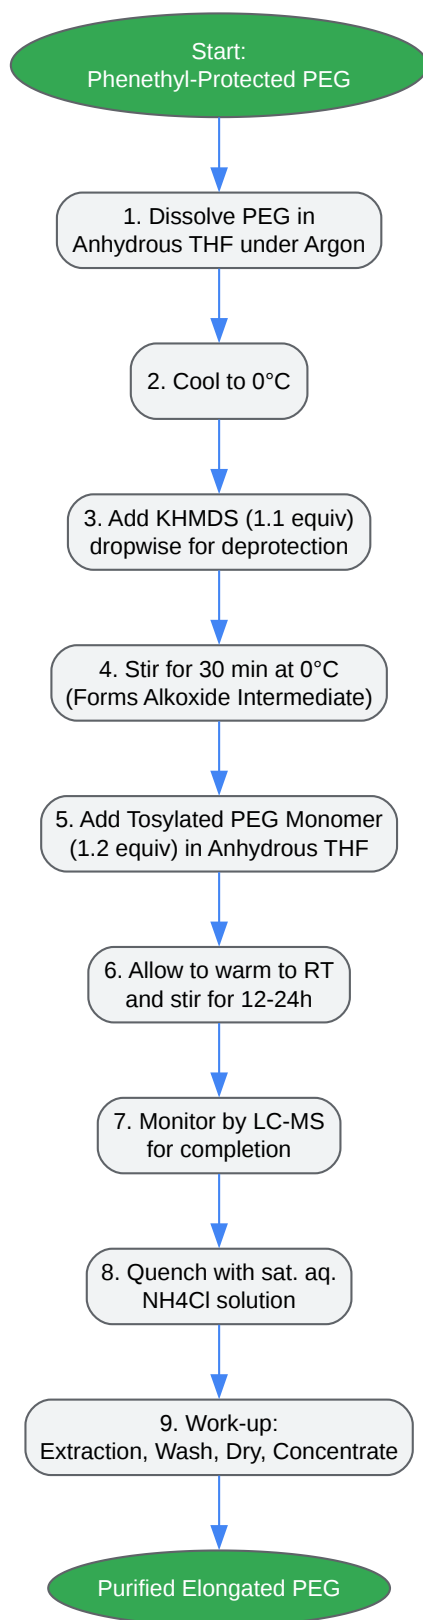 Start:
Phenethyl-Protected PEG
1. Dissolve PEG in
Anhydrous THF under Argon
2. Cool to 0°C
3. Add KHMDS (1.1 equiv)
dropwise for deprotection
4. Stir for 30 min at 0°C
(Forms Alkoxide Intermediate)
5. Add Tosylated PEG Monomer
(1.2 equiv) in Anhydrous THF
6. Allow to warm to RT
and stir for 12-24h
7. Monitor by LC-MS
for completion
8. Quench with sat. aq.
NH4Cl solution
9. Work-up:
Extraction, Wash, Dry, Concentrate
Purified Elongated PEG